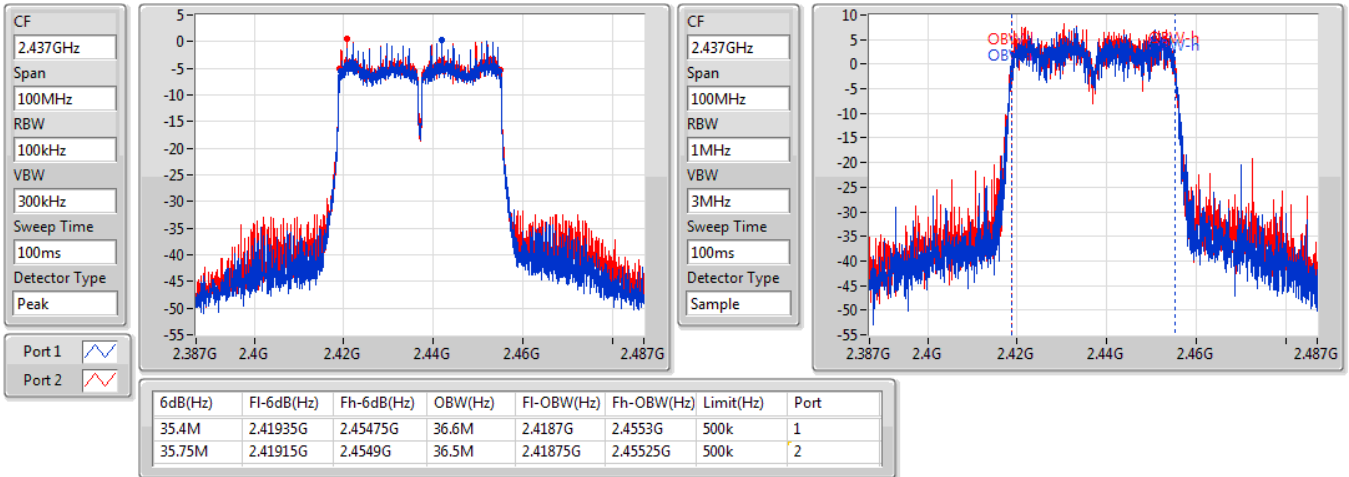 CF
2.437GHz
Span
100MHz
RBW
100kHz
VBW
300kHz
Sweep Time
100ms
Detector Type
Peak
Port 1
Port 2
5
0
-5
-10
-15
-20
-25
-30
-35
-40
-45
-50
-55
2.387G 2.4G 2.42G 2.44G 2.46G 2.487G
CF
2.437GHz
Span
100MHz
RBW
1MHz
VBW
3MHz
Sweep Time
100ms
Detector Type
Sample
10
5
0
-5
-10
-15
-20
-25
-30
-35
-40
-45
-50
-55
2.387G 2.4G 2.42G 2.44G 2.46G 2.487G
6dB(Hz) Fl-6dB(Hz) Fh-6dB(Hz) OBW(Hz) Fl-OBW(Hz) Fh-OBW(Hz) Limit(Hz) Port
35.4M 2.41935G 2.45475G 36.6M 2.4187G 2.4553G 500k 1
35.75M 2.41915G 2.4549G 36.5M 2.41875G 2.45525G 500k 2